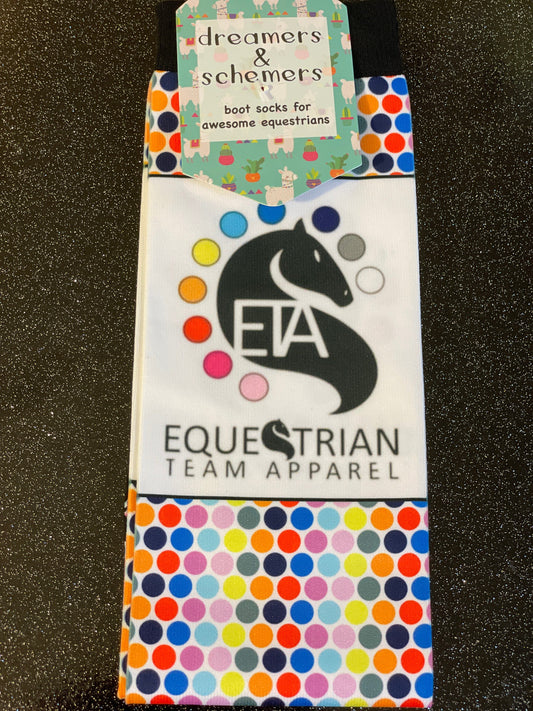 dreamers
&
schemers
boot socks for
awesome equestrians
ETA
EQUESTRIAN
TEAM APPAREL